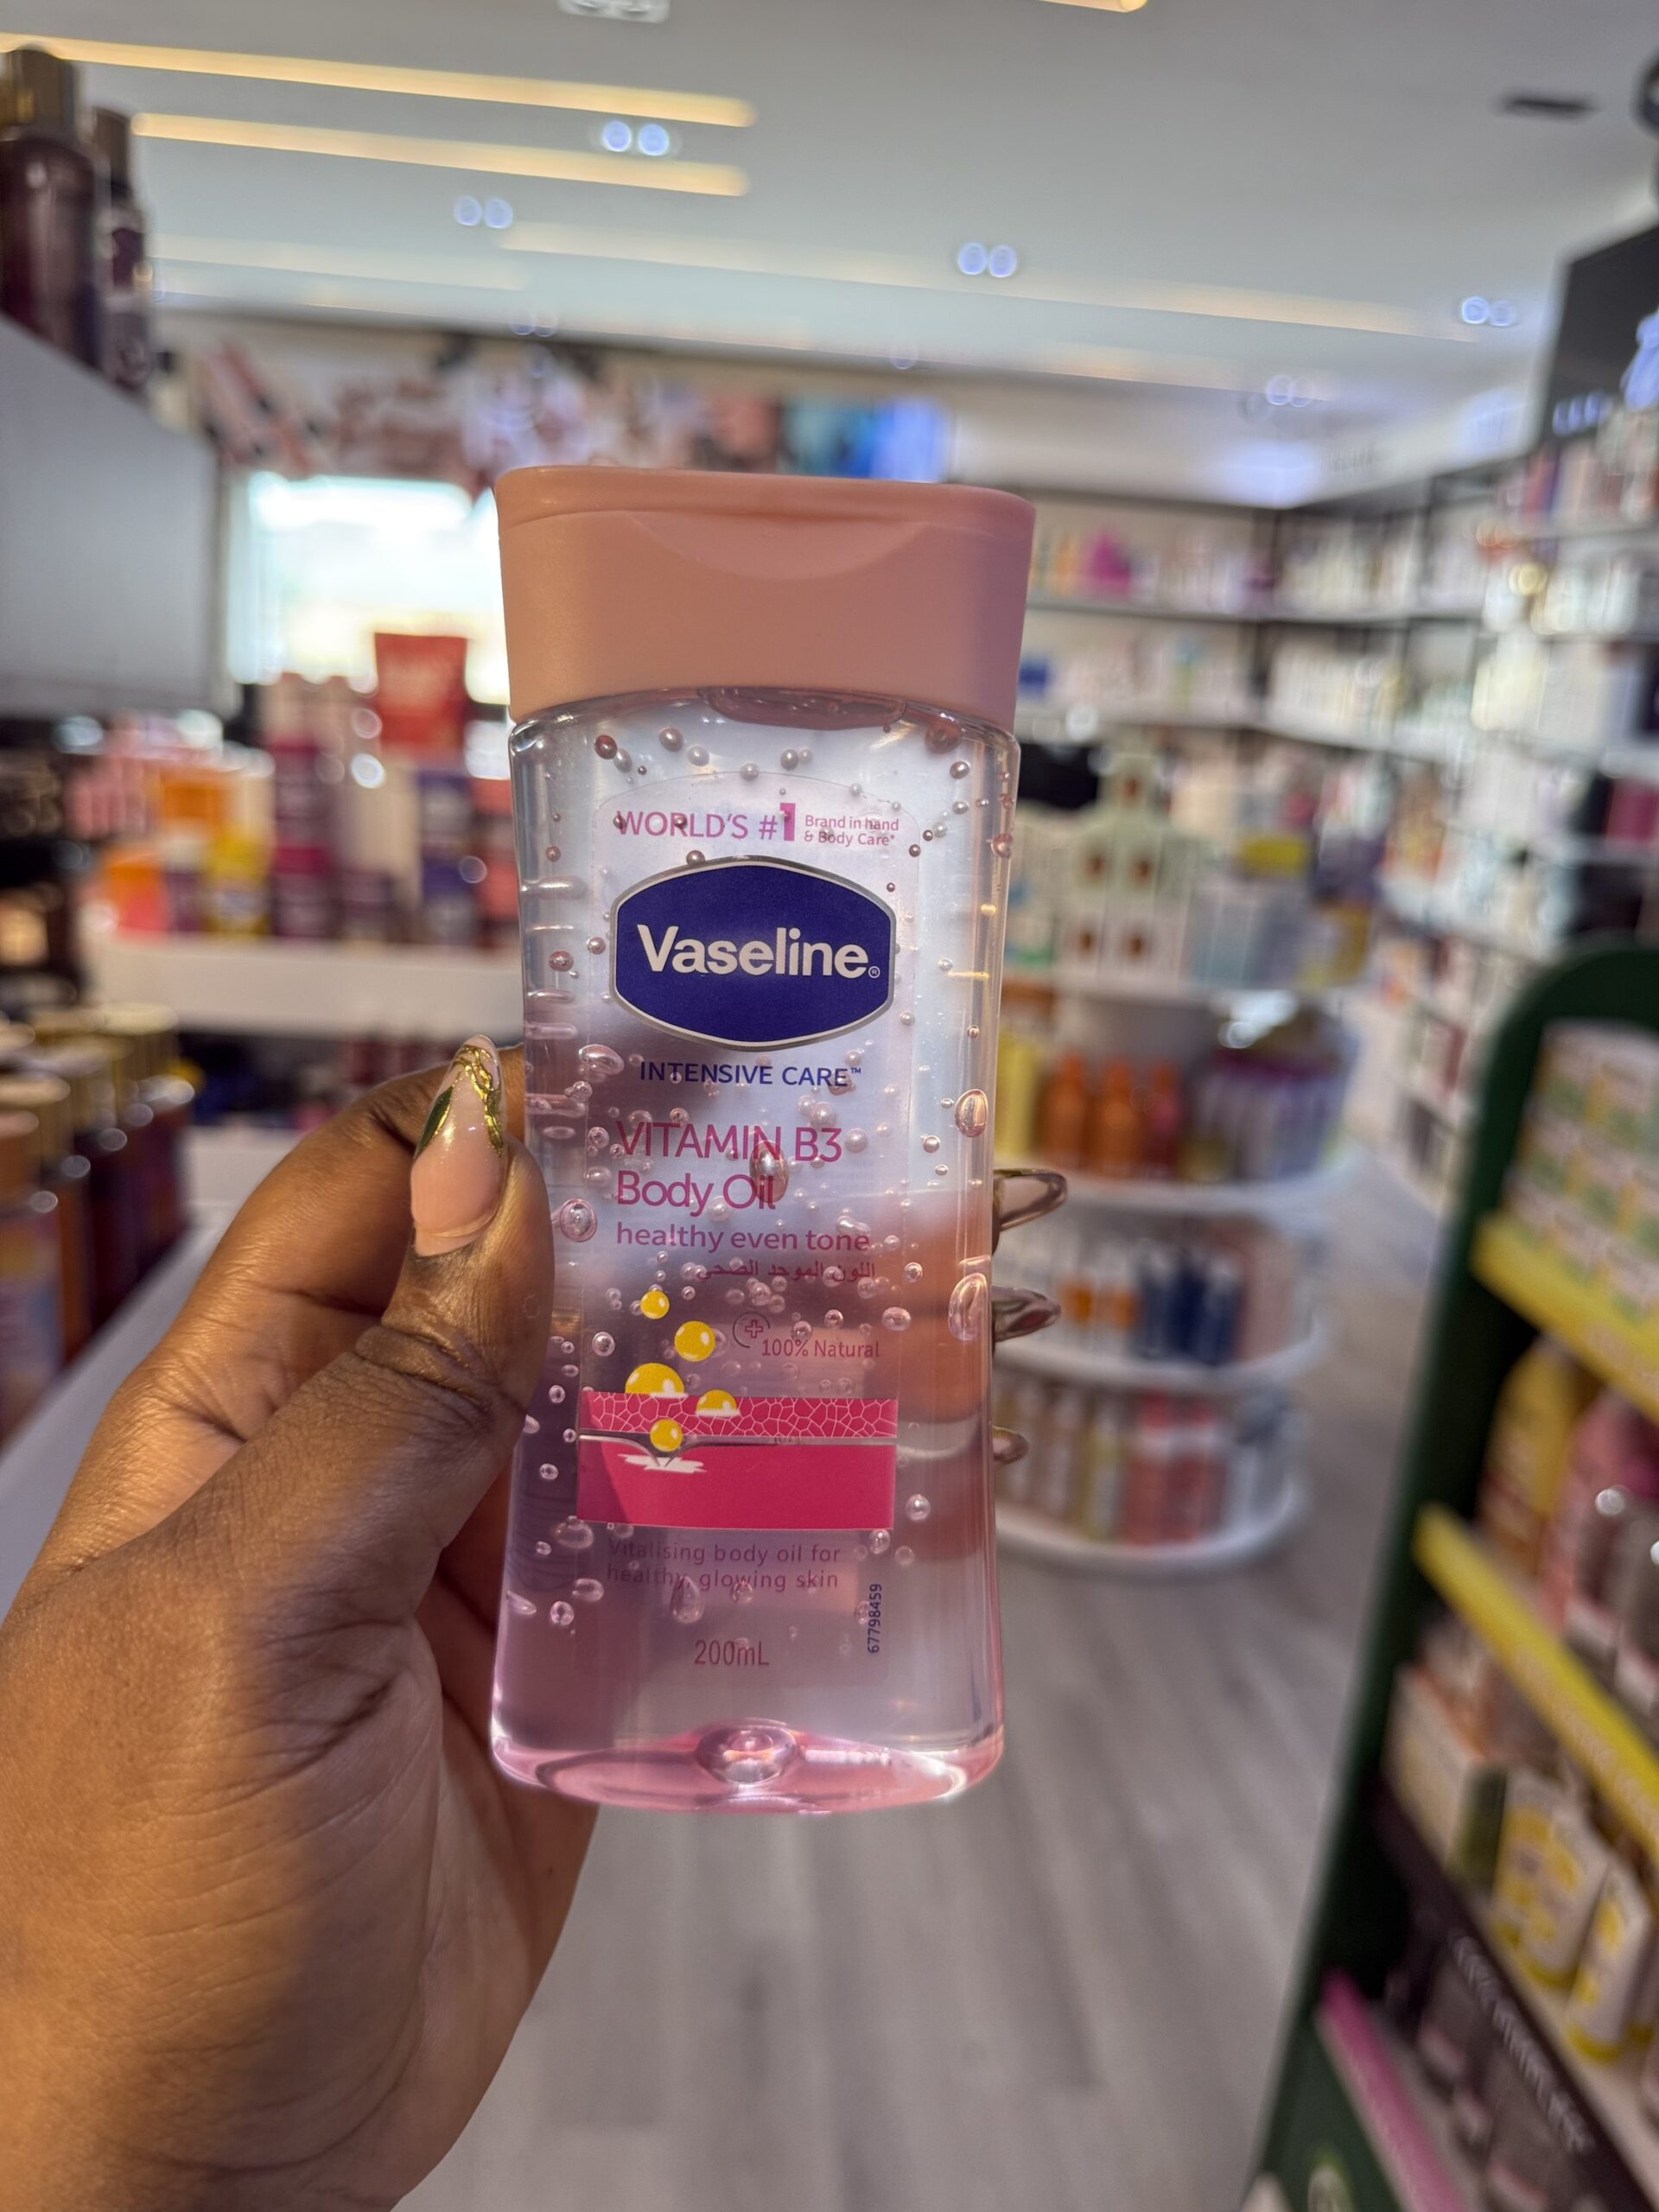 WORLD'S #1 Brand in hand
& Body Care*
Vaseline®
INTENSIVE CARE™
VITAMIN B3
Body Oil
healthy even tone
اللون الموحد الصحي
100% Natural
Vitalising body oil for
healthy, glowing skin
67798459
200mL